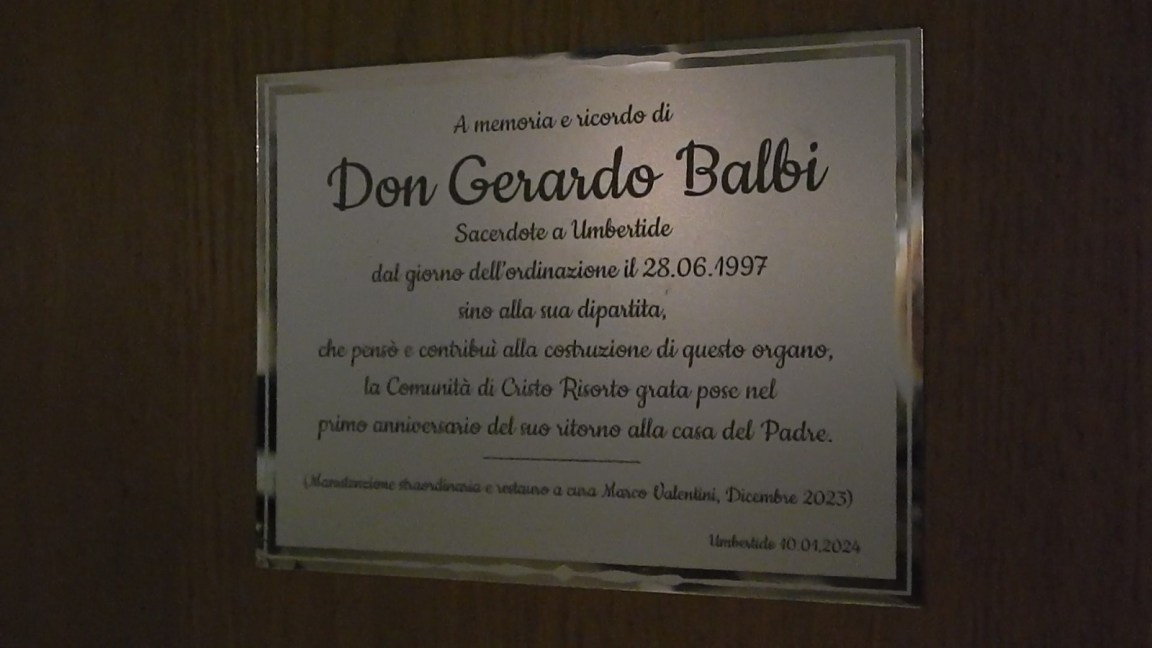 A memoria e ricordo di
Don Gerardo Balbi
Sacerdote a Umbertide
dal giorno dell'ordinazione il 28.06.1997
sino alla sua dipartita,
che pensò e contribuì alla costruzione di questo organo,
la Comunità di Cristo Risorto grata pose nel
primo anniversario del suo ritorno alla casa del Padre.
(Manutenzione straordinaria e restauro a cura Marco Valentini, Dicembre 2023)
Umbertide 10.01.2024